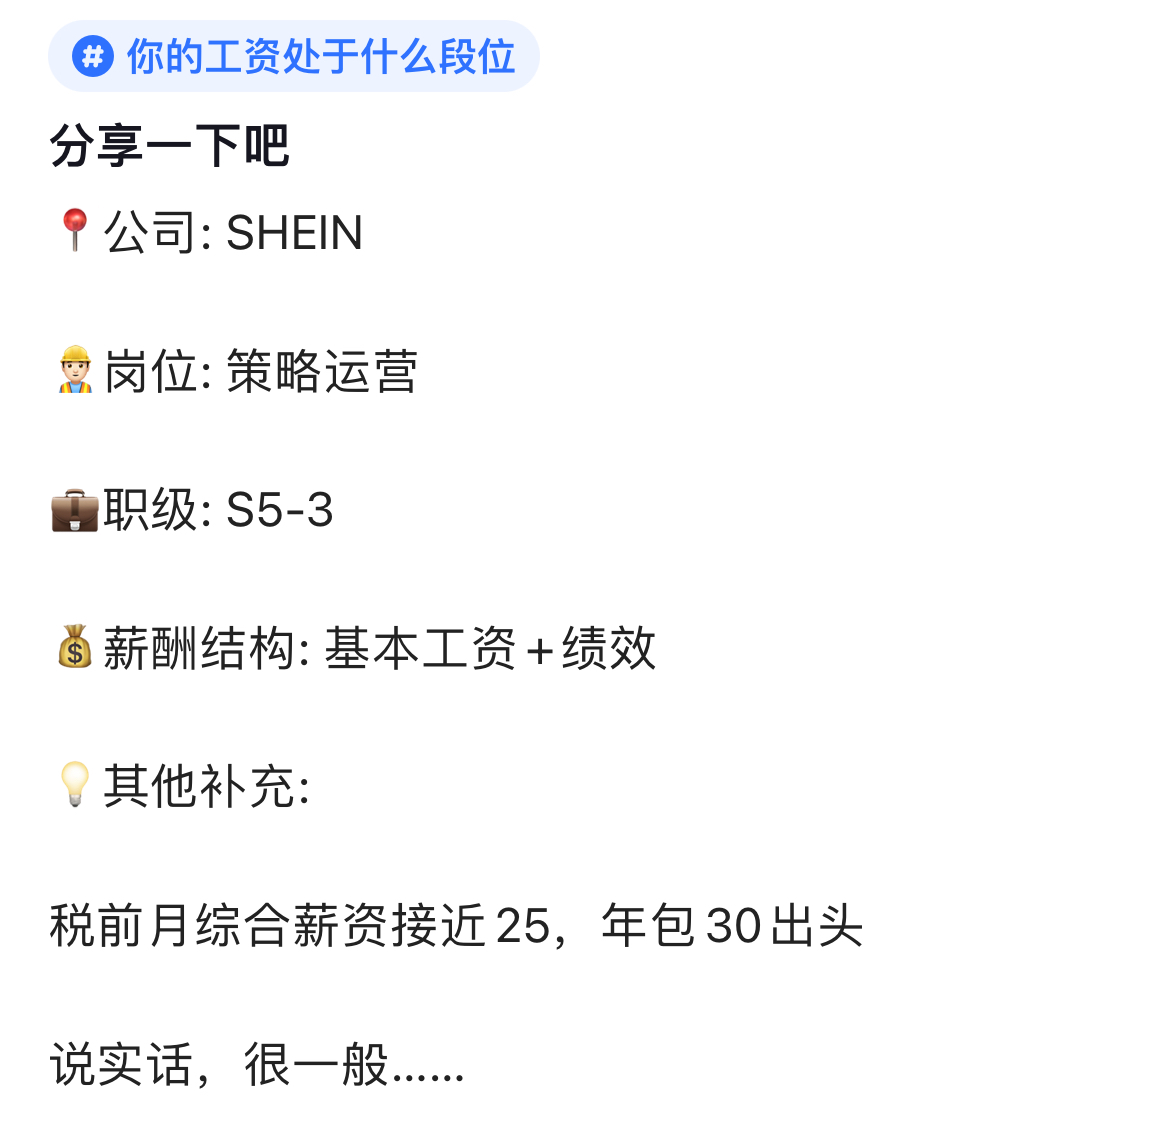 # 你的工资处于什么段位
分享一下吧
📍公司: SHEIN
👷🏻‍♂️岗位: 策略运营
💼职级: S5-3
💰薪酬结构: 基本工资+绩效
💡其他补充:
税前月综合薪资接近25，年包30出头
说实话，很一般……